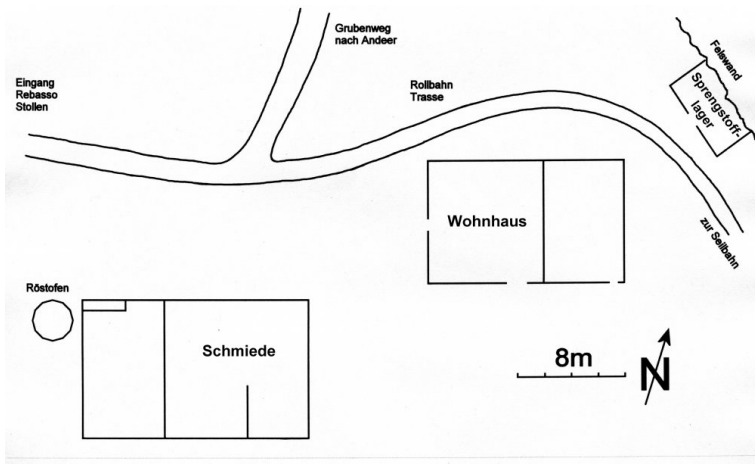 Grubenweg
nach Andeer
Eingang
Rebasso
Stollen
Rollbahn
Trasse
Felswand
Sprengstoff-
lager
Wohnhaus
zur Seilbahn
Röstofen
Schmiede
8m
N